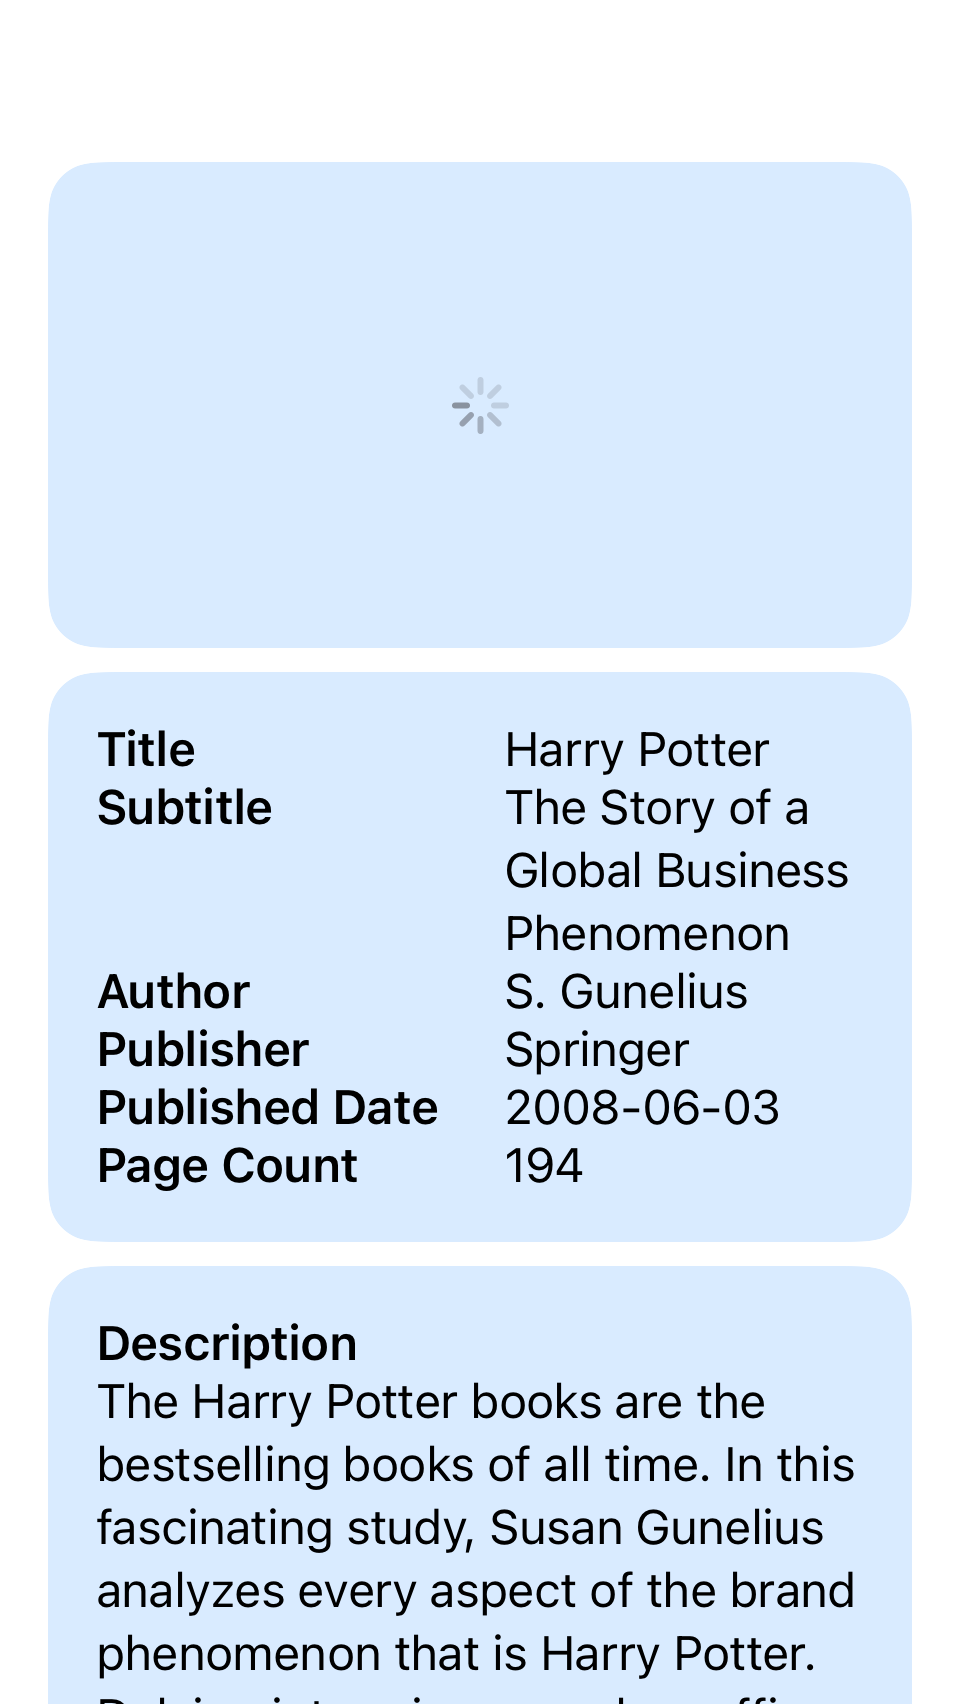 Title Harry Potter
Subtitle The Story of a
Global Business
Phenomenon
Author S. Gunelius
Publisher Springer
Published Date 2008-06-03
Page Count 194
Description
The Harry Potter books are the
bestselling books of all time. In this
fascinating study, Susan Gunelius
analyzes every aspect of the brand
phenomenon that is Harry Potter.